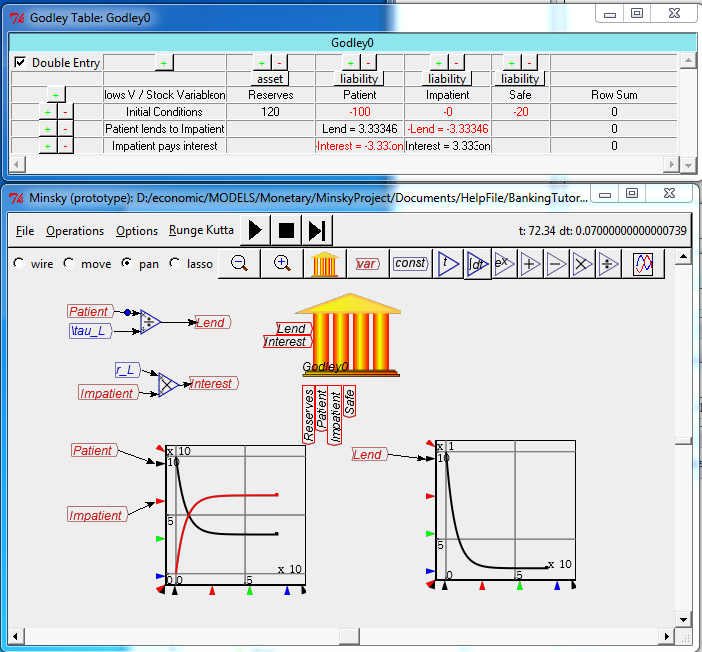 Godley Table: Godley0
Godley0
Double Entry + + - + - + - + -
asset liability liability liability
+ lows V / Stock Variableon Reserves Patient Impatient Safe Row Sum
+ - Initial Conditions 120 -100 -0 -20 0
+ - Patient lends to Impatient Lend = 3.33346 -Lend = -3.33346 0
+ - Impatient pays interest -Interest = -3.33on Interest = 3.33on 0
Minsky (prototype): D:/economic/MODELS/Monetary/MinskyProject/Documents/HelpFile/BankingTutor...
File Operations Options Runge Kutta t: 72.34 dt: 0.07000000000000739
wire move pan lasso var const t ∫dt eˣ + − × ÷
Patient
\tau_L
÷
Lend
Lend
Interest
Godley0
r_L
Impatient
×
Interest
Reserves
Patient
Impatient
Safe
Patient
Impatient
x 10
10
5
0 0
5
x 10
Lend
x 1
10
5
0
5
x 10